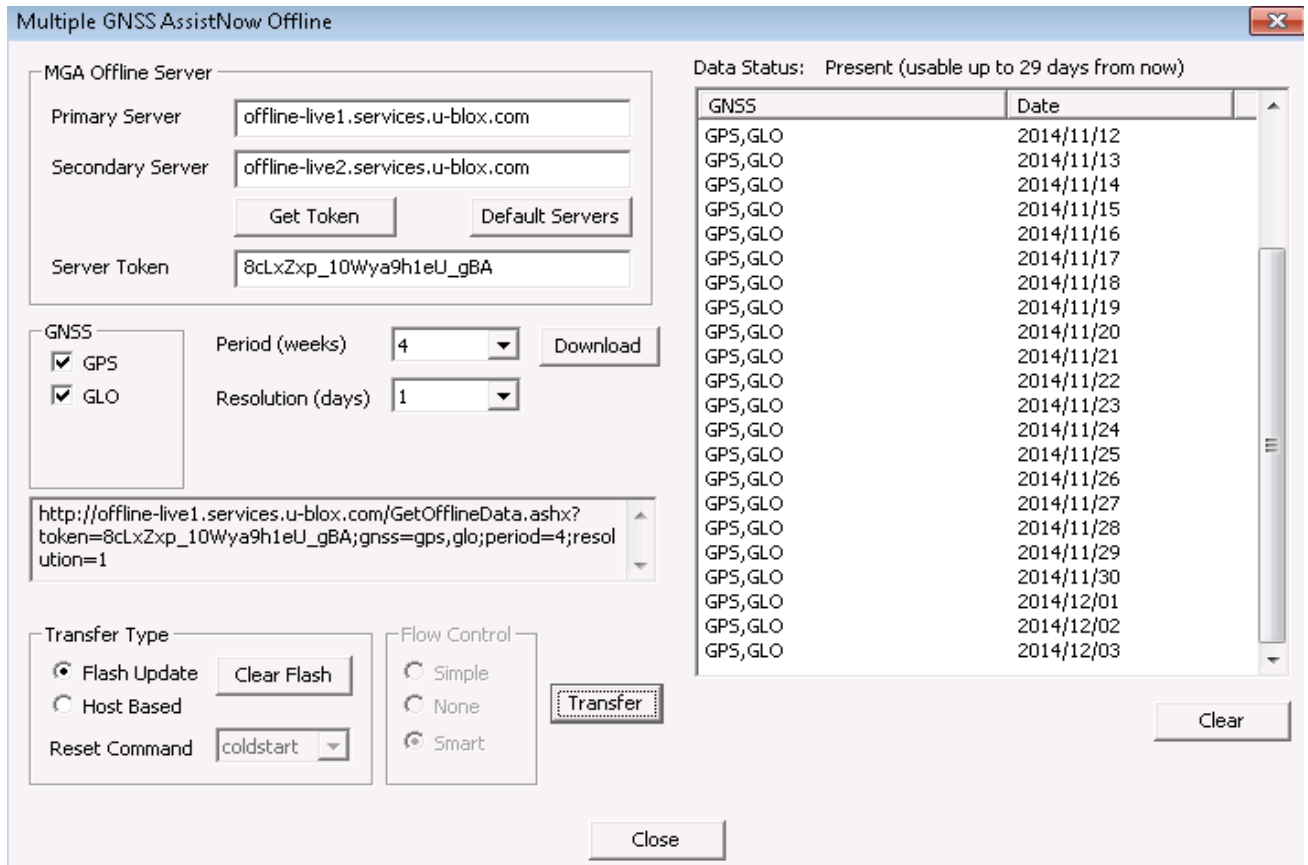 Multiple GNSS AssistNow Offline
MGA Offline Server
Primary Server offline-live1.services.u-blox.com
Secondary Server offline-live2.services.u-blox.com
Get Token Default Servers
Server Token 8cLxZxp_10Wya9h1eU_gBA
GNSS
GPS
GLO
Period (weeks) 4 Download
Resolution (days) 1
http://offline-live1.services.u-blox.com/GetOfflineData.ashx?
token=8cLxZxp_10Wya9h1eU_gBA;gnss=gps,glo;period=4;resol
ution=1
Transfer Type
Flash Update Clear Flash
Host Based
Reset Command coldstart
Flow Control
Simple
None
Smart
Transfer
Data Status: Present (usable up to 29 days from now)
GNSS Date
GPS,GLO 2014/11/12
GPS,GLO 2014/11/13
GPS,GLO 2014/11/14
GPS,GLO 2014/11/15
GPS,GLO 2014/11/16
GPS,GLO 2014/11/17
GPS,GLO 2014/11/18
GPS,GLO 2014/11/19
GPS,GLO 2014/11/20
GPS,GLO 2014/11/21
GPS,GLO 2014/11/22
GPS,GLO 2014/11/23
GPS,GLO 2014/11/24
GPS,GLO 2014/11/25
GPS,GLO 2014/11/26
GPS,GLO 2014/11/27
GPS,GLO 2014/11/28
GPS,GLO 2014/11/29
GPS,GLO 2014/11/30
GPS,GLO 2014/12/01
GPS,GLO 2014/12/02
GPS,GLO 2014/12/03
Clear
Close